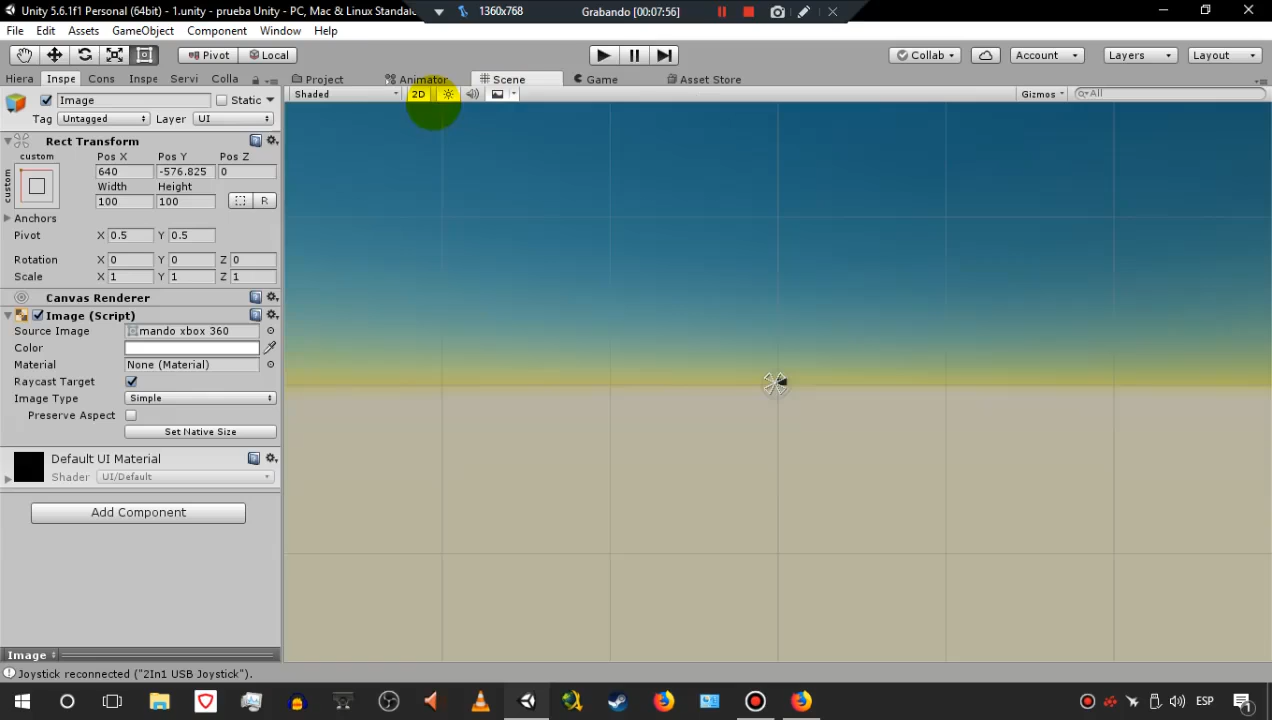 Unity 5.6.1f1 Personal (64bit) - 1.unity - prueba Unity - PC, Mac & Linux Standal
1360x768
Grabando [00:07:56]
File Edit Assets GameObject Component Window Help
Pivot Local Collab Account Layers Layout
Hiera Inspe Cons Inspe Servi Colla Project Animator Scene Game Asset Store
Shaded 2D Gizmos All
Image Static
Tag Untagged Layer UI
Rect Transform
custom
custom
Pos X Pos Y Pos Z
640 -576.825 0
Width Height
100 100 R
Anchors
Pivot X 0.5 Y 0.5
Rotation X 0 Y 0 Z 0
Scale X 1 Y 1 Z 1
Canvas Renderer
Image (Script)
Source Image mando xbox 360
Color
Material None (Material)
Raycast Target
Image Type Simple
Preserve Aspect
Set Native Size
Default UI Material
Shader UI/Default
Add Component
Image
Joystick reconnected ("2In1 USB Joystick").
ESP
1